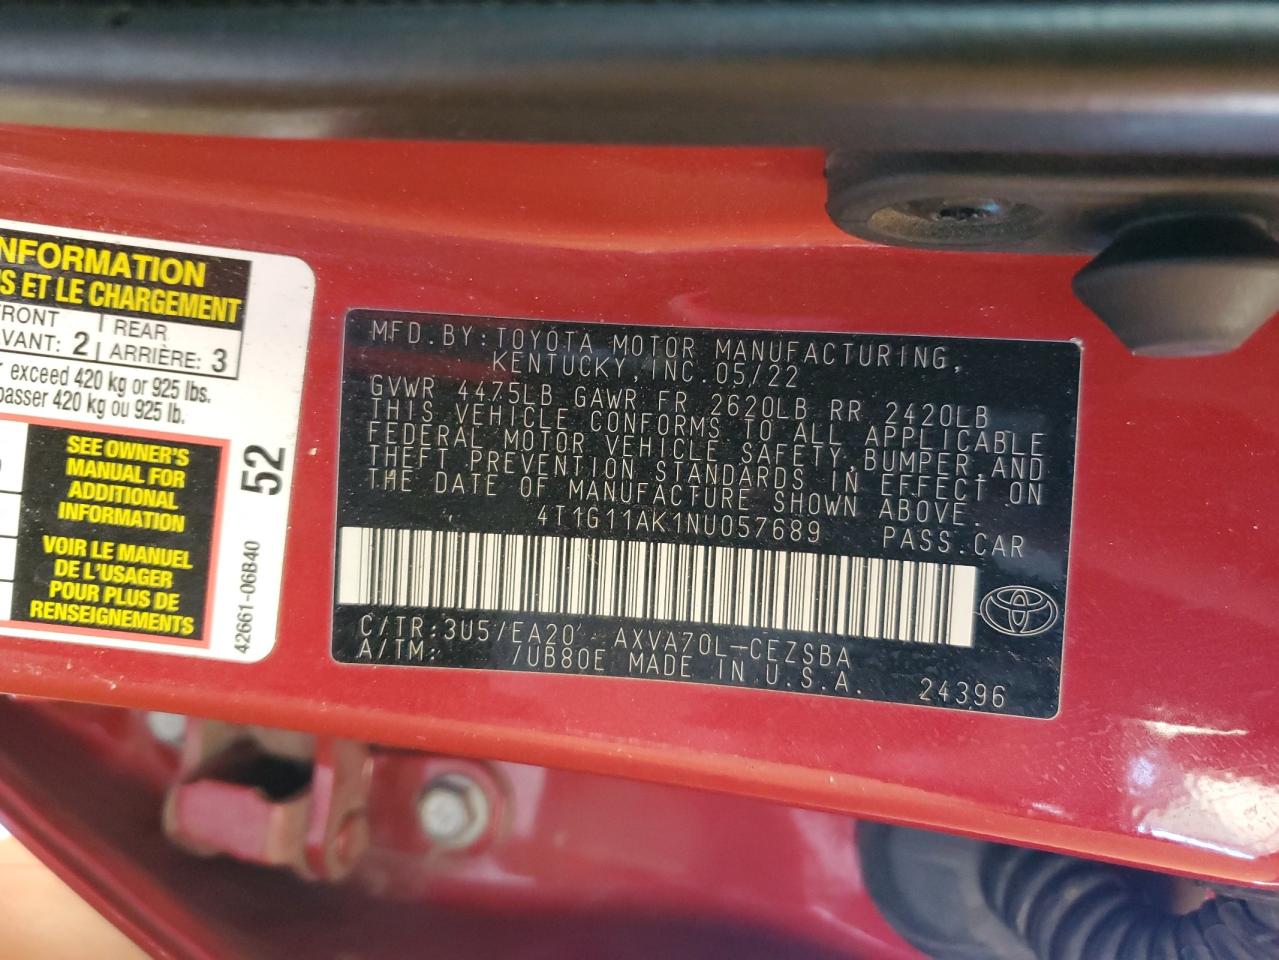 NFORMATION
S ET LE CHARGEMENT
FRONT REAR
VANT: 2 ARRIÈRE: 3
exceed 420 kg or 925 lbs.
passer 420 kg ou 925 lb.
SEE OWNER'S
MANUAL FOR
ADDITIONAL
INFORMATION
VOIR LE MANUEL
DE L'USAGER
POUR PLUS DE
RENSEIGNEMENTS
52
42661-06B40
MFD.BY:TOYOTA MOTOR MANUFACTURING,
KENTUCKY,INC.05/22
GVWR 4475LB GAWR FR 2620LB RR 2420LB
THIS VEHICLE CONFORMS TO ALL APPLICABLE
FEDERAL MOTOR VEHICLE SAFETY,BUMPER,AND
THEFT PREVENTION STANDARDS IN EFFECT ON
THE DATE OF MANUFACTURE SHOWN ABOVE.
4T1G11AK1NU057689 PASS.CAR
C/TR:3U5/EA20 AXVA70L-CEZSBA
A/TM: /UB80E MADE IN U.S.A. 24396